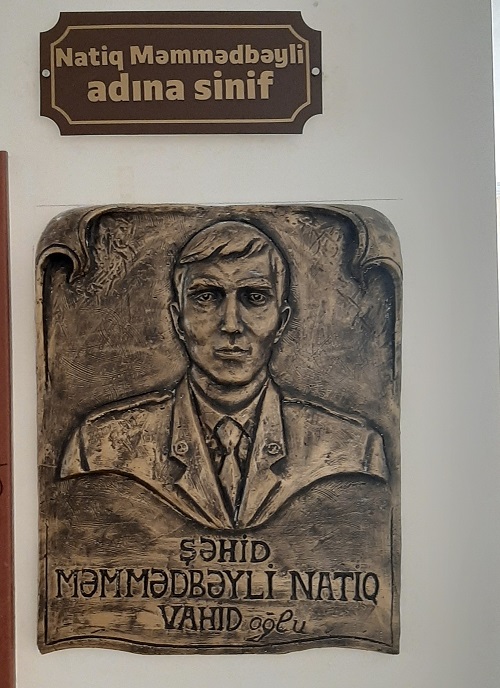 Natiq Məmmədbəyli
adına sinif
ŞƏHİD
MƏMMƏDBƏYLİ NATİQ
VAHİD oğlu